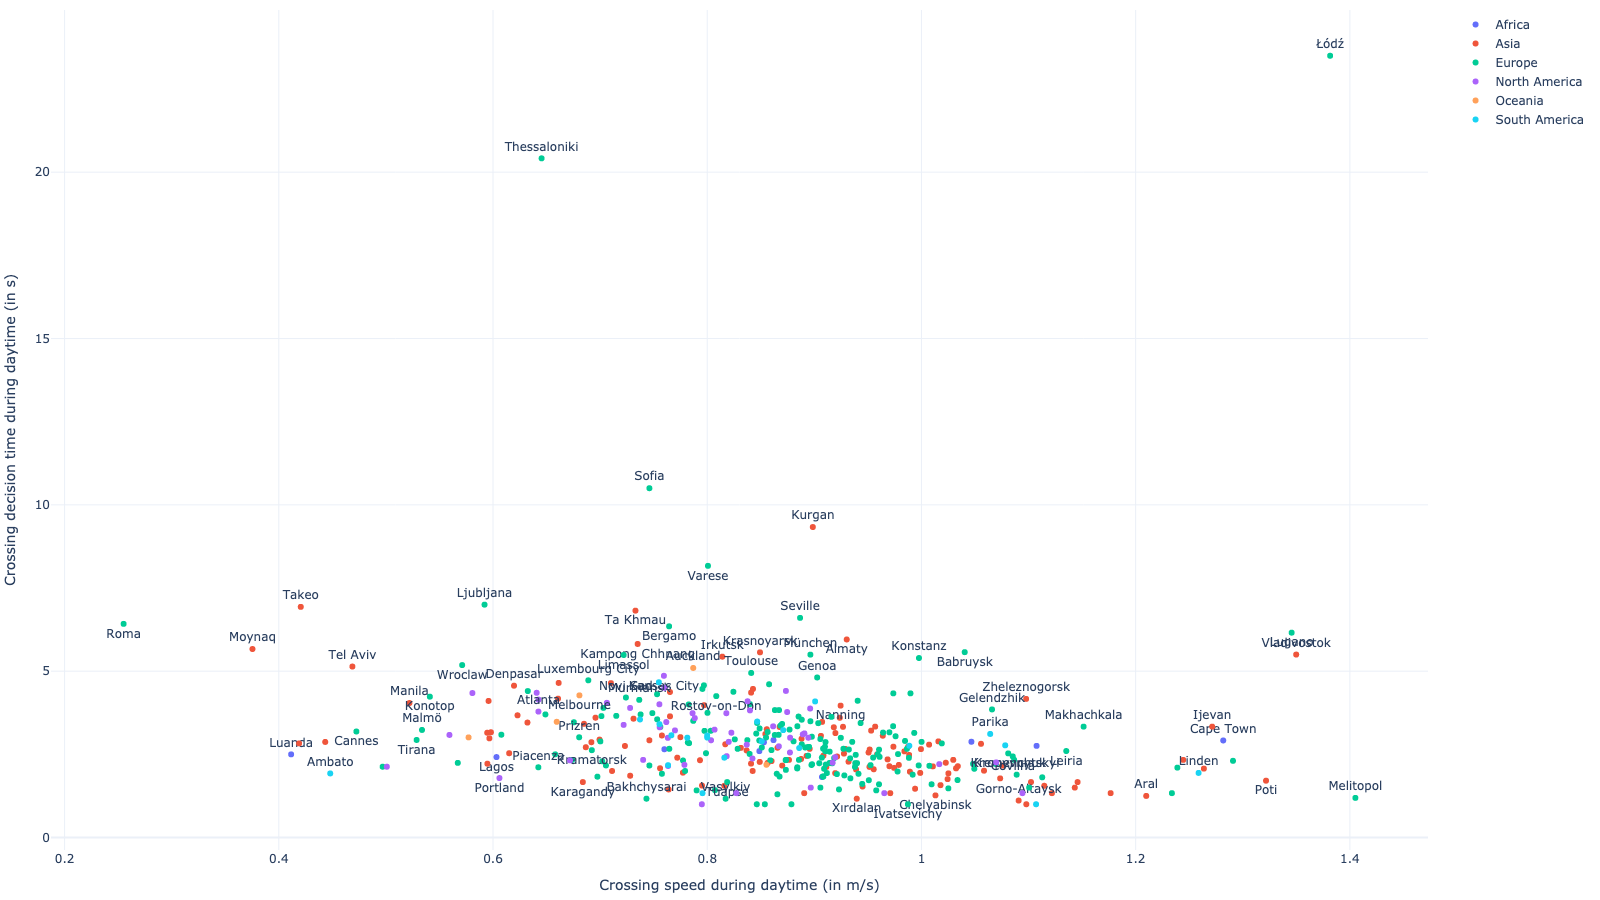 Łódź
Africa
Asia
Europe
North America
Oceania
South America
Thessaloniki
20
15
Crossing decision time during daytime (in s)
Sofia
10
Kurgan
Varese
Takeo
Ljubljana
Seville
Ta Khmau
Roma
Moynaq
Bergamo
Irkutsk
Krasnoyarsk
München
Almaty
Konstanz
Vladivostok
Tel Aviv
Kampong Chhnang
Auckland
Toulouse
Genoa
Babruysk
Limassol
Luxembourg City
5
Wroclaw
Denpasar
Kansas City
Zheleznogorsk
Manila
Atlanta
Melbourne
Rostov-on-Don
Gelendzhik
Konotop
Malmö
Nanning
Makhachkala
Ijevan
Prizren
Parika
Cape Town
Luanda
Cannes
Tirana
Piacenza
Kramatorsk
Ambato
Lagos
Leiria
Linden
Portland
Karagandy
Bakhchysarai
Vasylkiv
Tuapse
Gorno-Altaysk
Aral
Poti
Melitopol
Xırdalan
Chelyabinsk
Ivatsevichy
0
0.2
0.4
0.6
0.8
1
1.2
1.4
Crossing speed during daytime (in m/s)